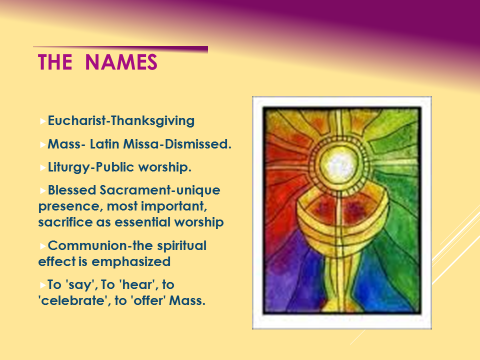 THE NAMES
Eucharist-Thanksgiving
Mass- Latin Missa-Dismissed.
Liturgy-Public worship.
Blessed Sacrament-unique
presence, most important,
sacrifice as essential worship
Communion-the spiritual
effect is emphasized
To 'say', To 'hear', to
'celebrate', to 'offer' Mass.